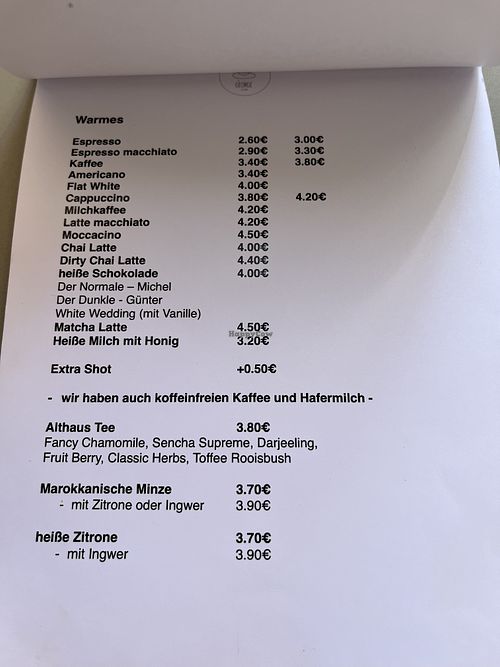 GEORGE
Warmes
Espresso 2.60€ 3.00€
Espresso macchiato 2.90€ 3.30€
Kaffee 3.40€ 3.80€
Americano 3.40€
Flat White 4.00€
Cappuccino 3.80€ 4.20€
Milchkaffee 4.20€
Latte macchiato 4.20€
Moccacino 4.50€
Chai Latte 4.00€
Dirty Chai Latte 4.40€
heiße Schokolade 4.00€
Der Normale – Michel
Der Dunkle - Günter
White Wedding (mit Vanille)
Matcha Latte 4.50€
HappyCow
Heiße Milch mit Honig 3.20€
Extra Shot +0.50€
- wir haben auch koffeinfreien Kaffee und Hafermilch -
Althaus Tee 3.80€
Fancy Chamomile, Sencha Supreme, Darjeeling,
Fruit Berry, Classic Herbs, Toffee Rooisbush
Marokkanische Minze 3.70€
- mit Zitrone oder Ingwer 3.90€
heiße Zitrone 3.70€
- mit Ingwer 3.90€